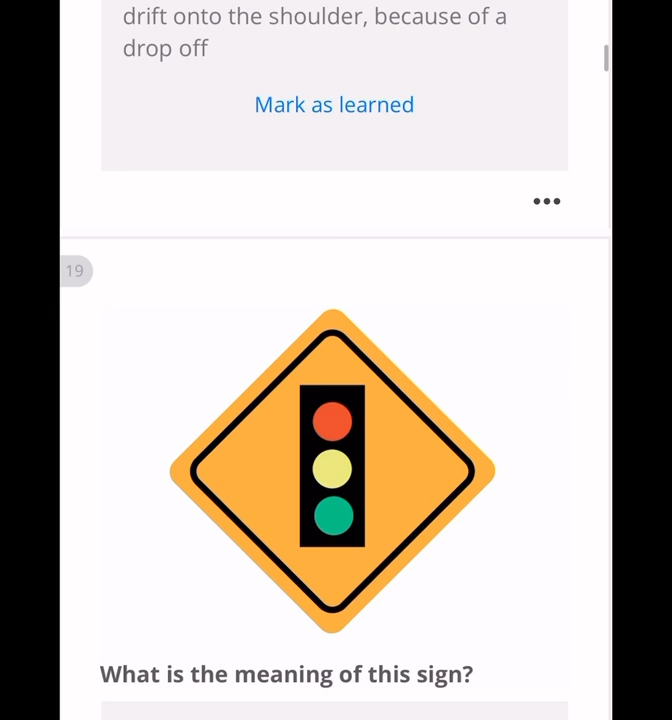 drift onto the shoulder, because of a
drop off
Mark as learned
19
What is the meaning of this sign?